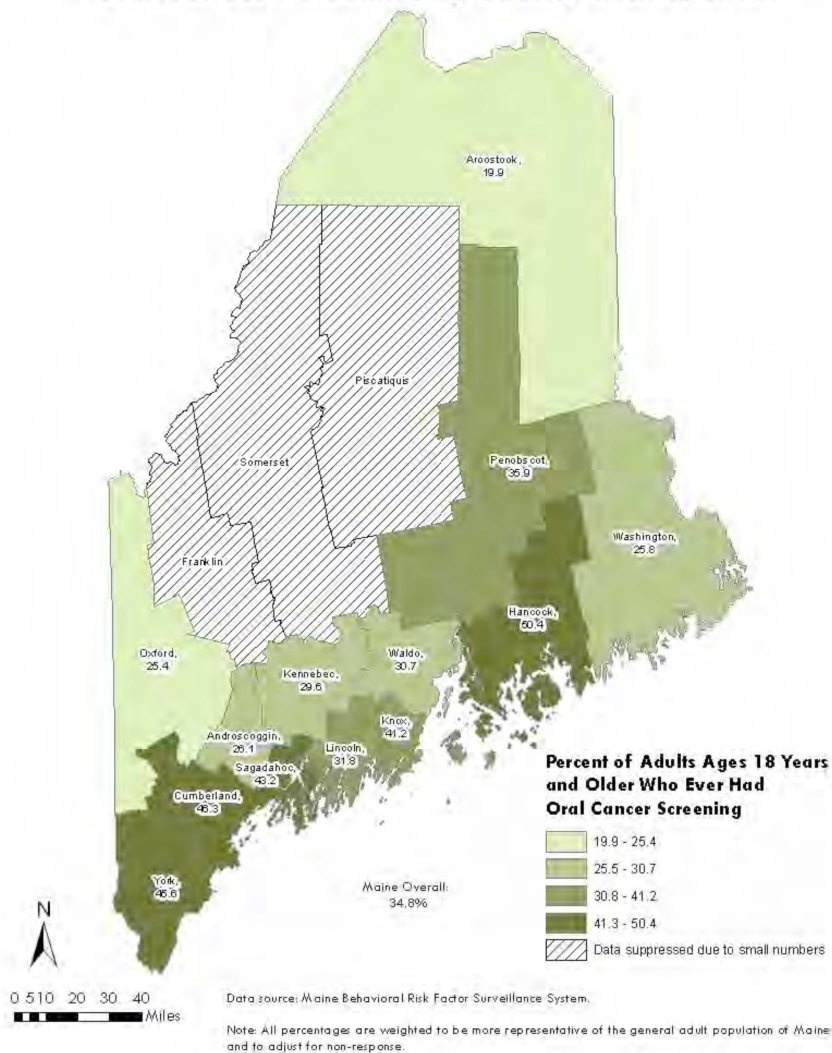 Aroostook,
19.9
Piscatiquis
Somerset
Penobscot,
35.9
Franklin
Washington,
25.8
Hancock,
50.4
Oxford,
25.4
Waldo,
30.7
Kennebec,
29.6
Knox,
41.2
Androscoggin,
26.1
Lincoln,
31.8
Sagadahoc,
43.2
Cumberland,
46.3
York,
45.6
Maine Overall:
34.8%
Percent of Adults Ages 18 Years
and Older Who Ever Had
Oral Cancer Screening
19.9 - 25.4
25.5 - 30.7
30.8 - 41.2
41.3 - 50.4
Data suppressed due to small numbers
N
0 5 10 20 30 40
Miles
Data source: Maine Behavioral Risk Factor Surveillance System.
Note: All percentages are weighted to be more representative of the general adult population of Maine
and to adjust for non-response.